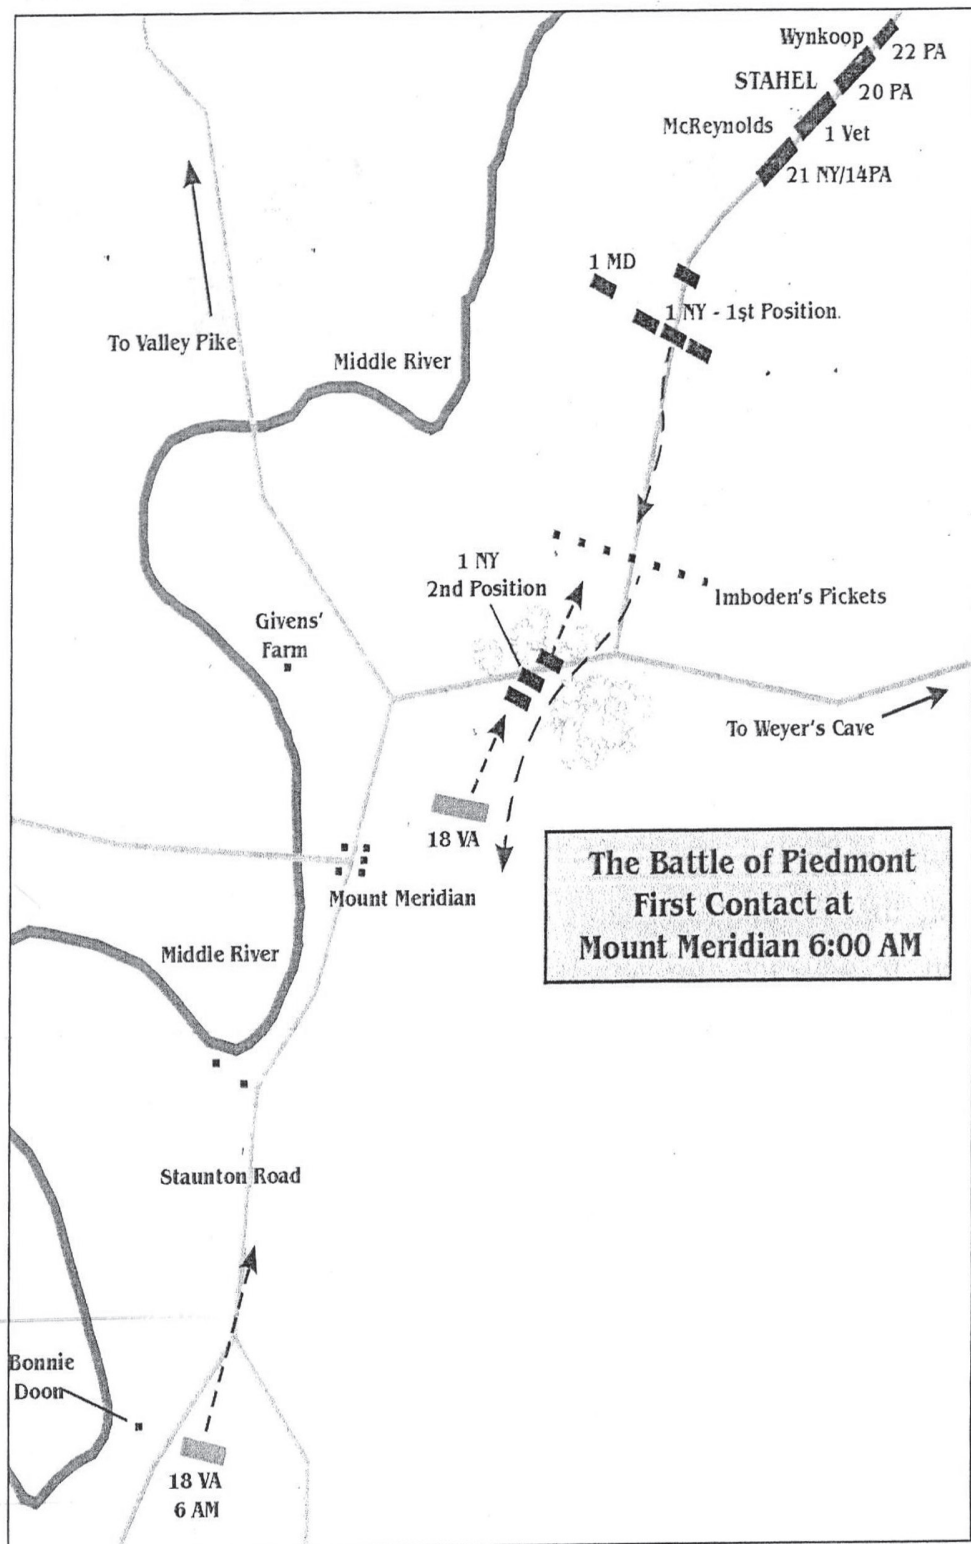 Wynkoop
22 PA
STAHEL
20 PA
McReynolds
1 Vet
21 NY/14PA
1 MD
1 NY - 1st Position.
To Valley Pike
Middle River
1 NY
2nd Position
Imboden's Pickets
Givens'
Farm
To Weyer's Cave
18 VA
The Battle of Piedmont
First Contact at
Mount Meridian 6:00 AM
Mount Meridian
Middle River
Staunton Road
Bonnie
Doon
18 VA
6 AM